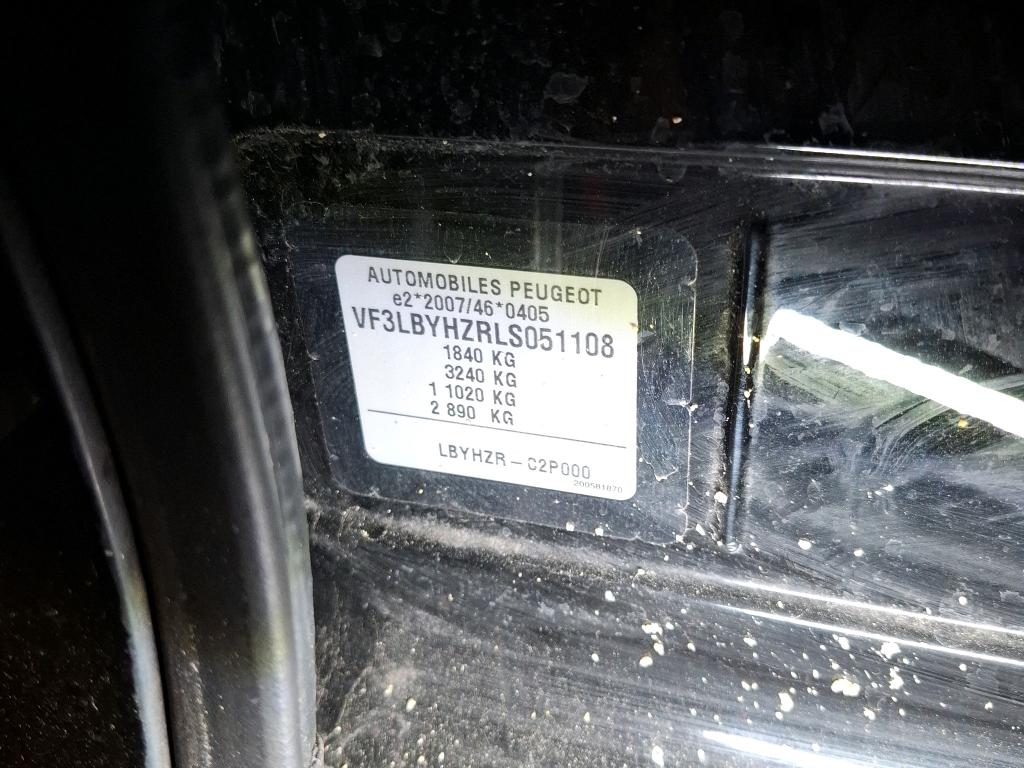 AUTOMOBILES PEUGEOT
e2*2007/46*0405
VF3LBYHZRLS051108
1840 KG
3240 KG
1 1020 KG
2 890 KG
LBYHZR – C2P000
200581870